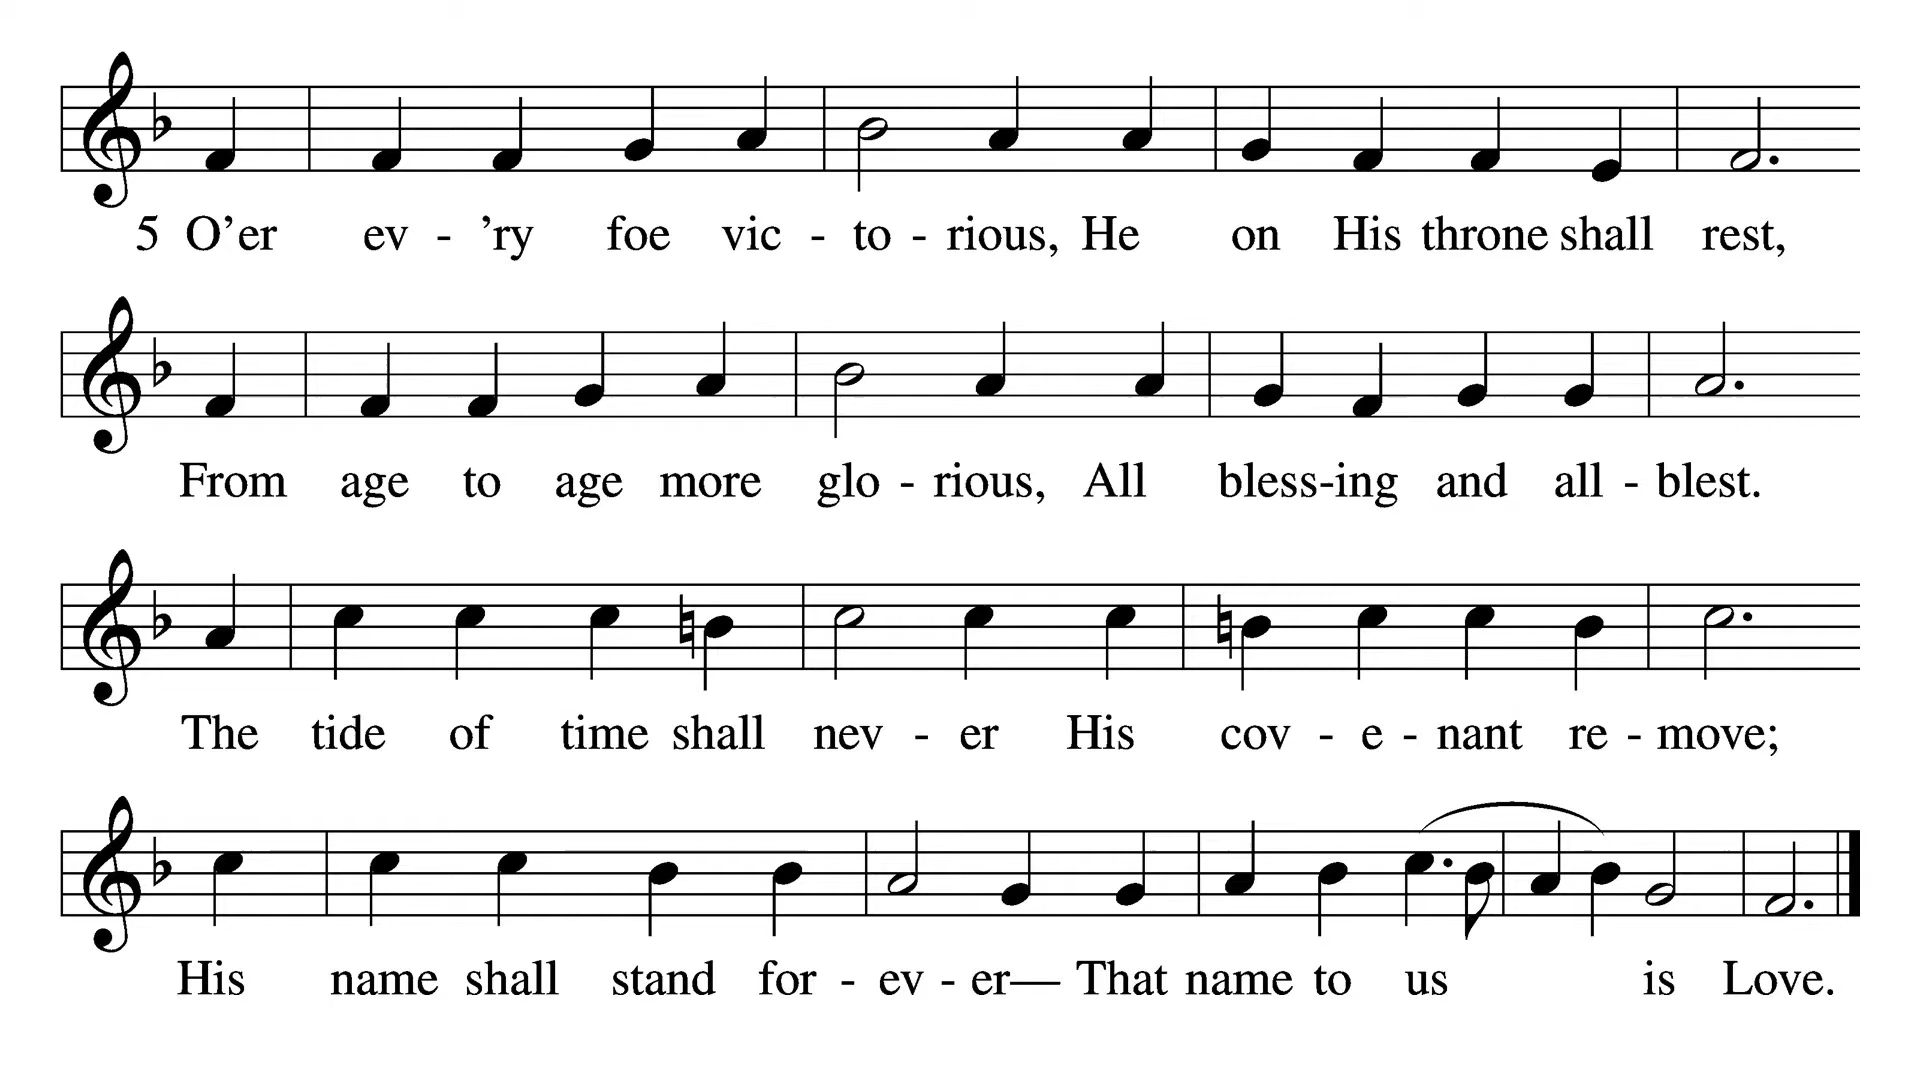 5 O’er ev - ’ry foe vic - to - rious, He on His throne shall rest,
From age to age more glo - rious, All bless-ing and all - blest.
The tide of time shall nev - er His cov - e - nant re - move;
His name shall stand for - ev - er— That name to us is Love.